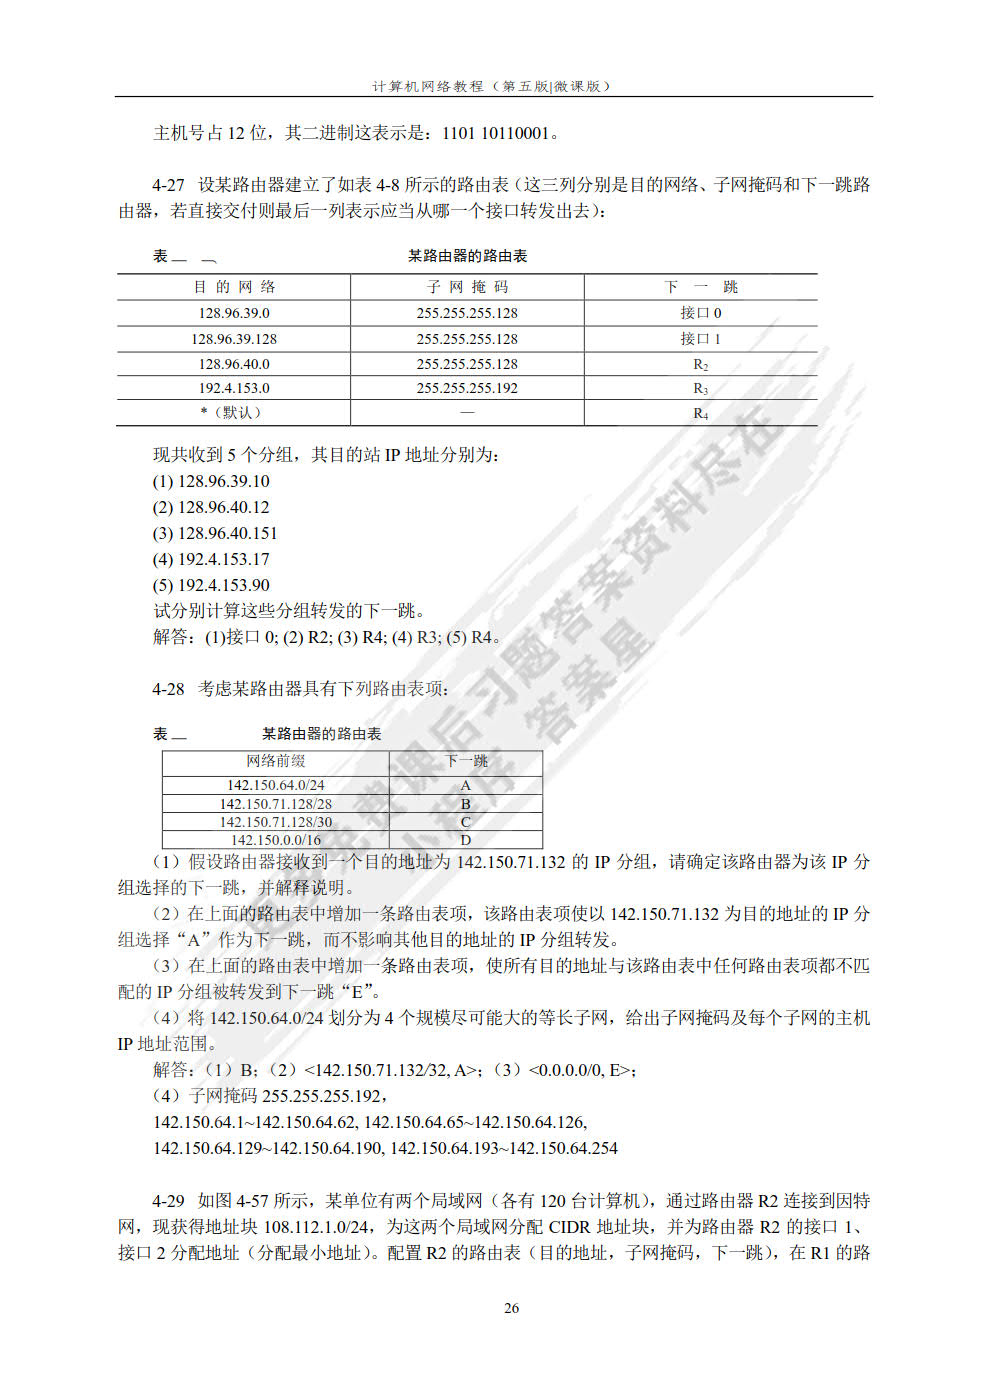 计算机网络教程（第五版|微课版）
主机号占 12 位，其二进制这表示是：1101 10110001。
4-27 设某路由器建立了如表 4-8 所示的路由表（这三列分别是目的网络、子网掩码和下一跳路
由器，若直接交付则最后一列表示应当从哪一个接口转发出去）：
表 某路由器的路由表
目 的 网 络 子 网 掩 码 下 一 跳
128.96.39.0 255.255.255.128 接口 0
128.96.39.128 255.255.255.128 接口 1
128.96.40.0 255.255.255.128 R2
192.4.153.0 255.255.255.192 R3
*（默认） — R4
现共收到 5 个分组，其目的站 IP 地址分别为：
(1) 128.96.39.10
(2) 128.96.40.12
(3) 128.96.40.151
(4) 192.4.153.17
(5) 192.4.153.90
试分别计算这些分组转发的下一跳。
解答：(1)接口 0; (2) R2; (3) R4; (4) R3; (5) R4。
4-28 考虑某路由器具有下列路由表项：
表 某路由器的路由表
网络前缀 下一跳
142.150.64.0/24 A
142.150.71.128/28 B
142.150.71.128/30 C
142.150.0.0/16 D
（1）假设路由器接收到一个目的地址为 142.150.71.132 的 IP 分组，请确定该路由器为该 IP 分
组选择的下一跳，并解释说明。
（2）在上面的路由表中增加一条路由表项，该路由表项使以 142.150.71.132 为目的地址的 IP 分
组选择“A”作为下一跳，而不影响其他目的地址的 IP 分组转发。
（3）在上面的路由表中增加一条路由表项，使所有目的地址与该路由表中任何路由表项都不匹
配的 IP 分组被转发到下一跳“E”。
（4）将 142.150.64.0/24 划分为 4 个规模尽可能大的等长子网，给出子网掩码及每个子网的主机
IP 地址范围。
解答：（1）B；（2）<142.150.71.132/32, A>；（3）<0.0.0.0/0, E>；
（4）子网掩码 255.255.255.192，
142.150.64.1~142.150.64.62, 142.150.64.65~142.150.64.126,
142.150.64.129~142.150.64.190, 142.150.64.193~142.150.64.254
4-29 如图 4-57 所示，某单位有两个局域网（各有 120 台计算机），通过路由器 R2 连接到因特
网，现获得地址块 108.112.1.0/24，为这两个局域网分配 CIDR 地址块，并为路由器 R2 的接口 1、
接口 2 分配地址（分配最小地址）。配置 R2 的路由表（目的地址，子网掩码，下一跳），在 R1 的路
26
更多免费课后习题答案资料尽在
小程序 答案星